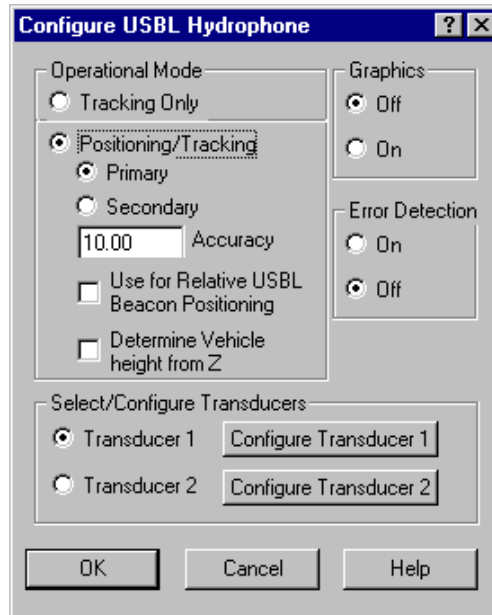 Configure USBL Hydrophone
Operational Mode
Tracking Only
Positioning/Tracking
Primary
Secondary
10.00 Accuracy
Use for Relative USBL
Beacon Positioning
Determine Vehicle
height from Z
Graphics
Off
On
Error Detection
On
Off
Select/Configure Transducers
Transducer 1 Configure Transducer 1
Transducer 2 Configure Transducer 2
OK Cancel Help